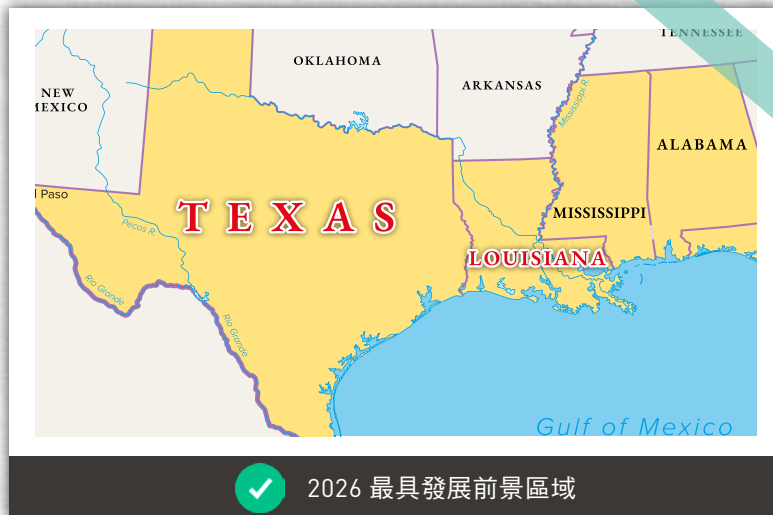 TENNESSEE
OKLAHOMA
ARKANSAS
NEW
MEXICO
Mississippi R.
ALABAMA
l Paso
TEXAS
MISSISSIPPI
Pecos R.
LOUISIANA
Rio Grande
Rio Grande
Gulf of Mexico
2026 最具發展前景區域